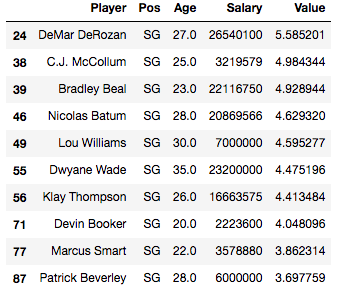 Player Pos Age Salary Value
24 DeMar DeRozan SG 27.0 26540100 5.585201
38 C.J. McCollum SG 25.0 3219579 4.984344
39 Bradley Beal SG 23.0 22116750 4.928944
46 Nicolas Batum SG 28.0 20869566 4.629320
49 Lou Williams SG 30.0 7000000 4.595277
55 Dwyane Wade SG 35.0 23200000 4.475196
56 Klay Thompson SG 26.0 16663575 4.413484
71 Devin Booker SG 20.0 2223600 4.048096
77 Marcus Smart SG 22.0 3578880 3.862314
87 Patrick Beverley SG 28.0 6000000 3.697759